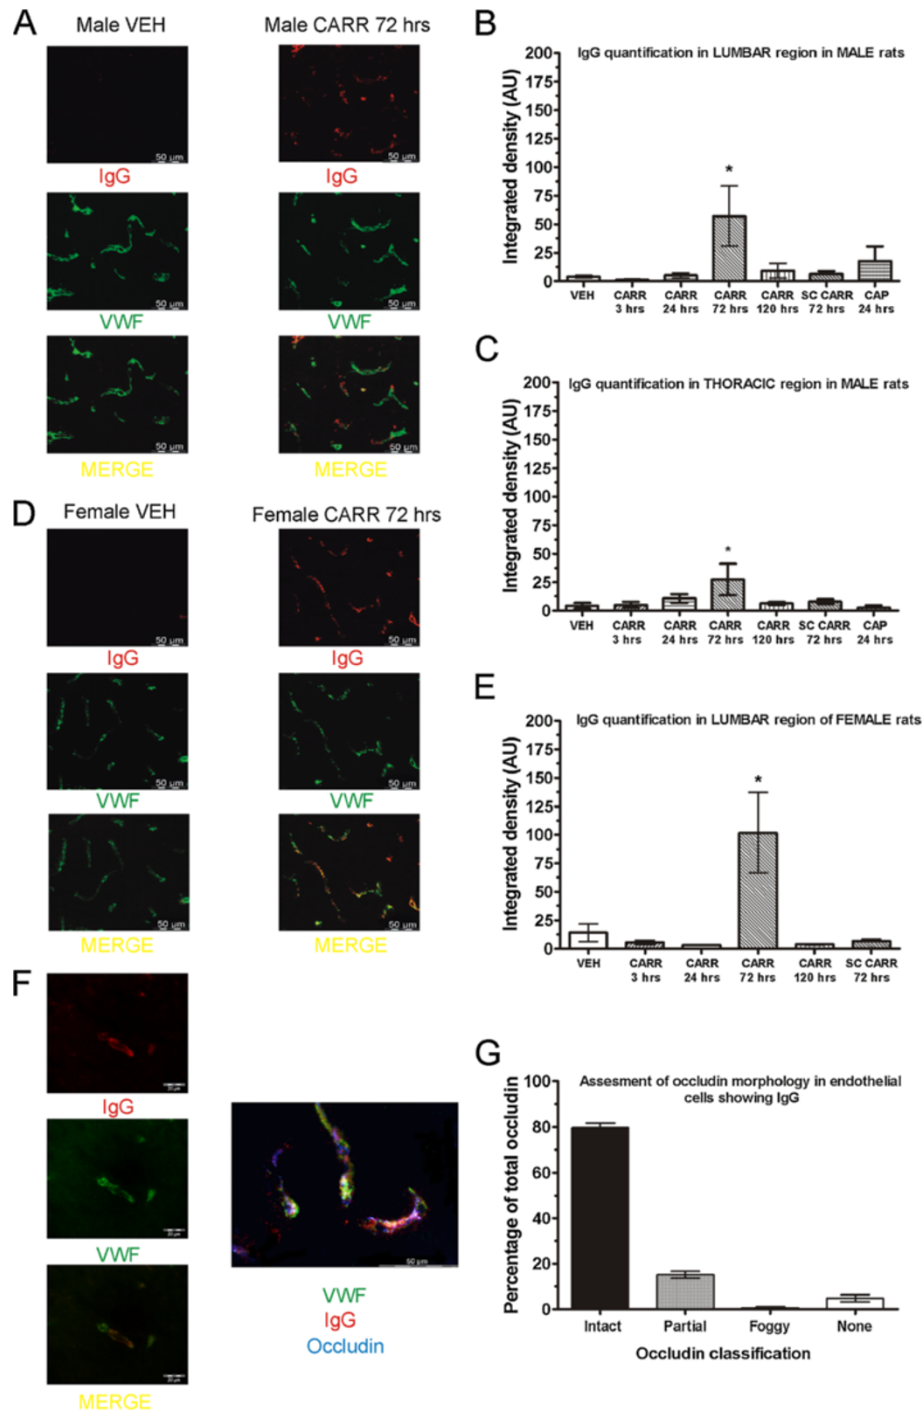 A
Male VEH
Male CARR 72 hrs
50 µm
50 µm
IgG
IgG
50 µm
50 µm
VWF
VWF
50 µm
50 µm
MERGE
MERGE
B
IgG quantification in LUMBAR region in MALE rats
Integrated density (AU)
200
175
150
125
100
75
50
25
0
*
VEH
CARR
3 hrs
CARR
24 hrs
CARR
72 hrs
CARR
120 hrs
SC CARR
72 hrs
CAP
24 hrs
C
IgG quantification in THORACIC region in MALE rats
Integrated density (AU)
200
175
150
125
100
75
50
25
0
*
VEH
CARR
3 hrs
CARR
24 hrs
CARR
72 hrs
CARR
120 hrs
SC CARR
72 hrs
CAP
24 hrs
D
Female VEH
Female CARR 72 hrs
50 µm
50 µm
IgG
IgG
50 µm
50 µm
VWF
VWF
50 µm
50 µm
MERGE
MERGE
E
IgG quantification in LUMBAR region of FEMALE rats
Integrated density (AU)
200
175
150
125
100
75
50
25
0
*
VEH
CARR
3 hrs
CARR
24 hrs
CARR
72 hrs
CARR
120 hrs
SC CARR
72 hrs
F
IgG
VWF
MERGE
50 µm
VWF
IgG
Occludin
G
Assesment of occludin morphology in endothelial
cells showing IgG
Percentage of total occludin
100
80
60
40
20
0
Intact
Partial
Foggy
None
Occludin classification